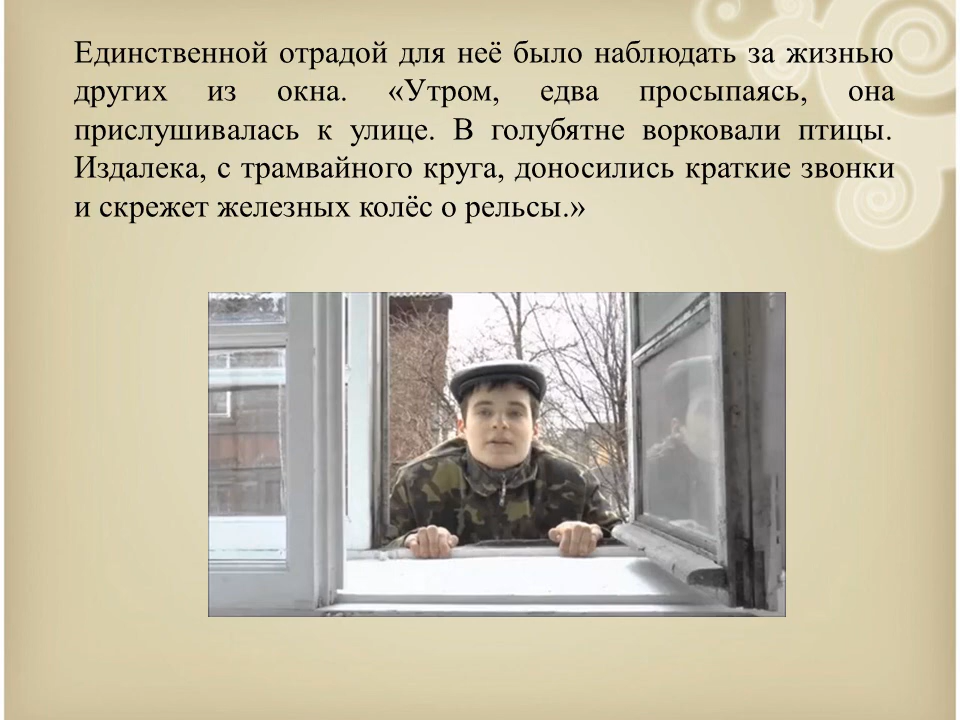 Единственной отрадой для неё было наблюдать за жизнью
других из окна. «Утром, едва просыпаясь, она
прислушивалась к улице. В голубятне ворковали птицы.
Издалека, с трамвайного круга, доносились краткие звонки
и скрежет железных колёс о рельсы.»